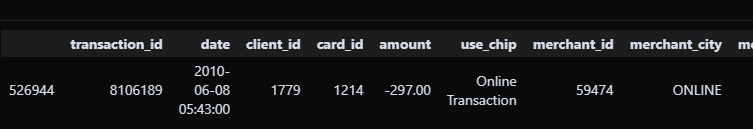 transaction_id date client_id card_id amount use_chip merchant_id merchant_city
526944 8106189 2010-06-08 05:43:00 1779 1214 -297.00 Online Transaction 59474 ONLINE